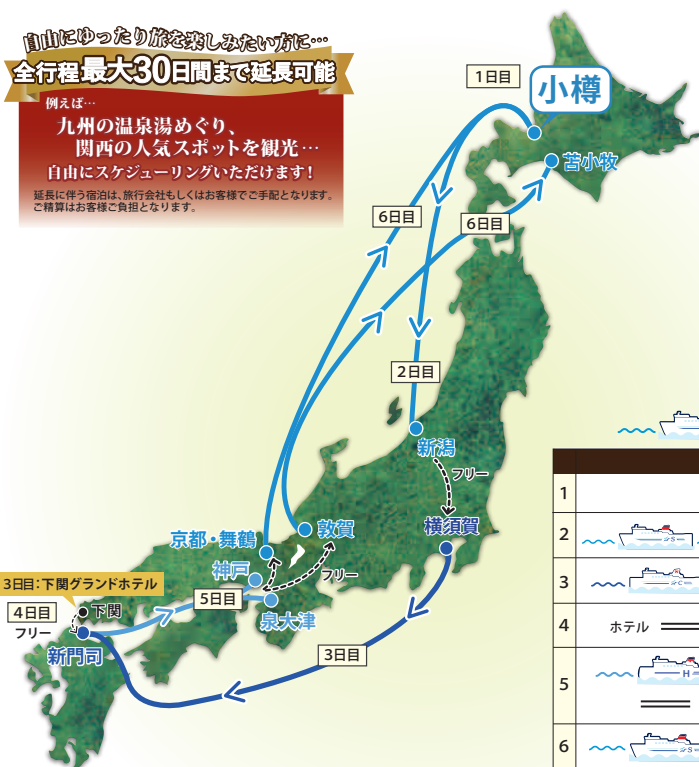 自由にゆったり旅を楽しみたい方に…
全行程最大30日間まで延長可能
例えば…
九州の温泉湯めぐり、
関西の人気スポットを観光…
自由にスケジューリングいただけます!
延長に伴う宿泊は、旅行会社もしくはお客様でご手配となります。
ご精算はお客様ご負担となります。
1日目
小樽
苫小牧
6日目
6日目
2日目
新潟
フリー
横須賀
敦賀
京都・舞鶴
神戸
フリー
5日目
泉大津
3日目:下関グランドホテル
4日目
フリー
下関
新門司
3日目
1
2
S
3
C
4
ホテル
5
H
6
S